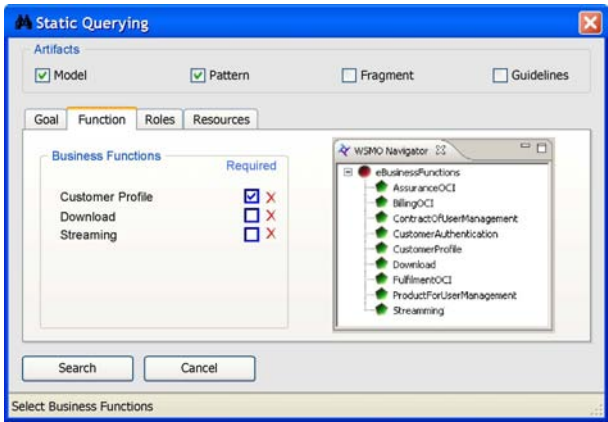 Static Querying
Artifacts
Model Pattern Fragment Guidelines
Goal Function Roles Resources
Business Functions
Required
Customer Profile
Download
Streaming
WSMO Navigator
eBusinessFunctions
AssuranceOCI
BillingOCI
ContractOfUserManagement
CustomerAuthentication
CustomerProfile
Download
FulfilmentOCI
ProductForUserManagement
Streamming
Search Cancel
Select Business Functions